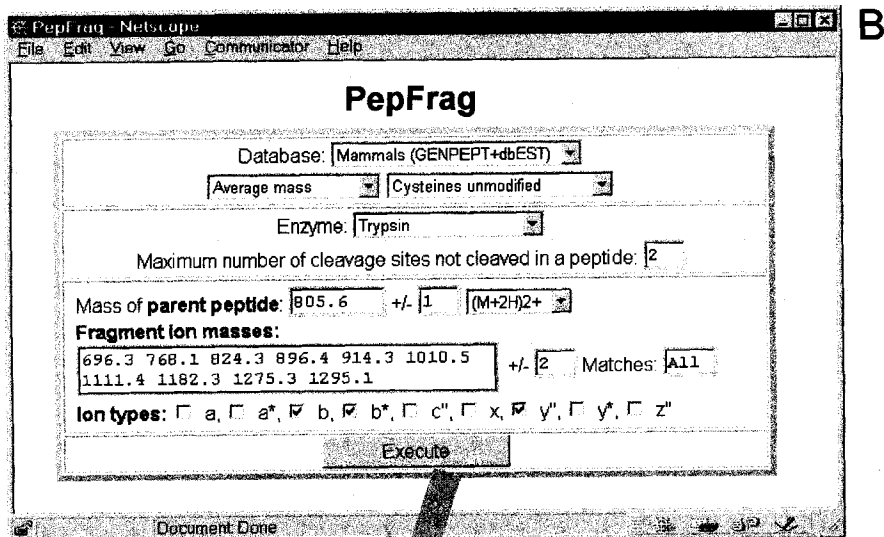 PepFrag - Netscape
B
File Edit View Go Communicator Help
PepFrag
Database: Mammals (GENPEPT+dbEST)
Average mass Cysteines unmodified
Enzyme: Trypsin
Maximum number of cleavage sites not cleaved in a peptide: 2
Mass of parent peptide: 805.6 +/- 1 (M+2H)2+
Fragment ion masses:
696.3 768.1 824.3 896.4 914.3 1010.5
1111.4 1182.3 1275.3 1295.1
+/- 2 Matches: All
Ion types: a, a*, b, b*, c", x, y", y*, z"
Execute
Document Done